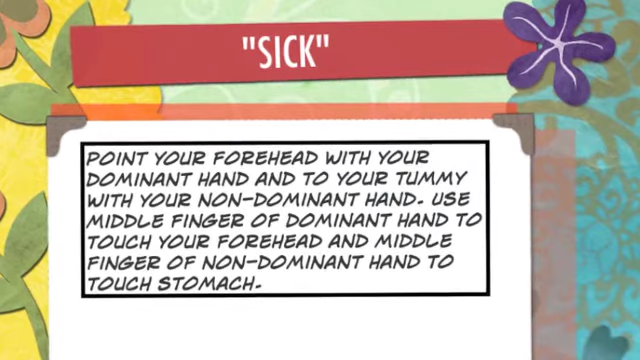 "SICK"
POINT YOUR FOREHEAD WITH YOUR
DOMINANT HAND AND TO YOUR TUMMY
WITH YOUR NON-DOMINANT HAND. USE
MIDDLE FINGER OF DOMINANT HAND TO
TOUCH YOUR FOREHEAD AND MIDDLE
FINGER OF NON-DOMINANT HAND TO
TOUCH STOMACH.